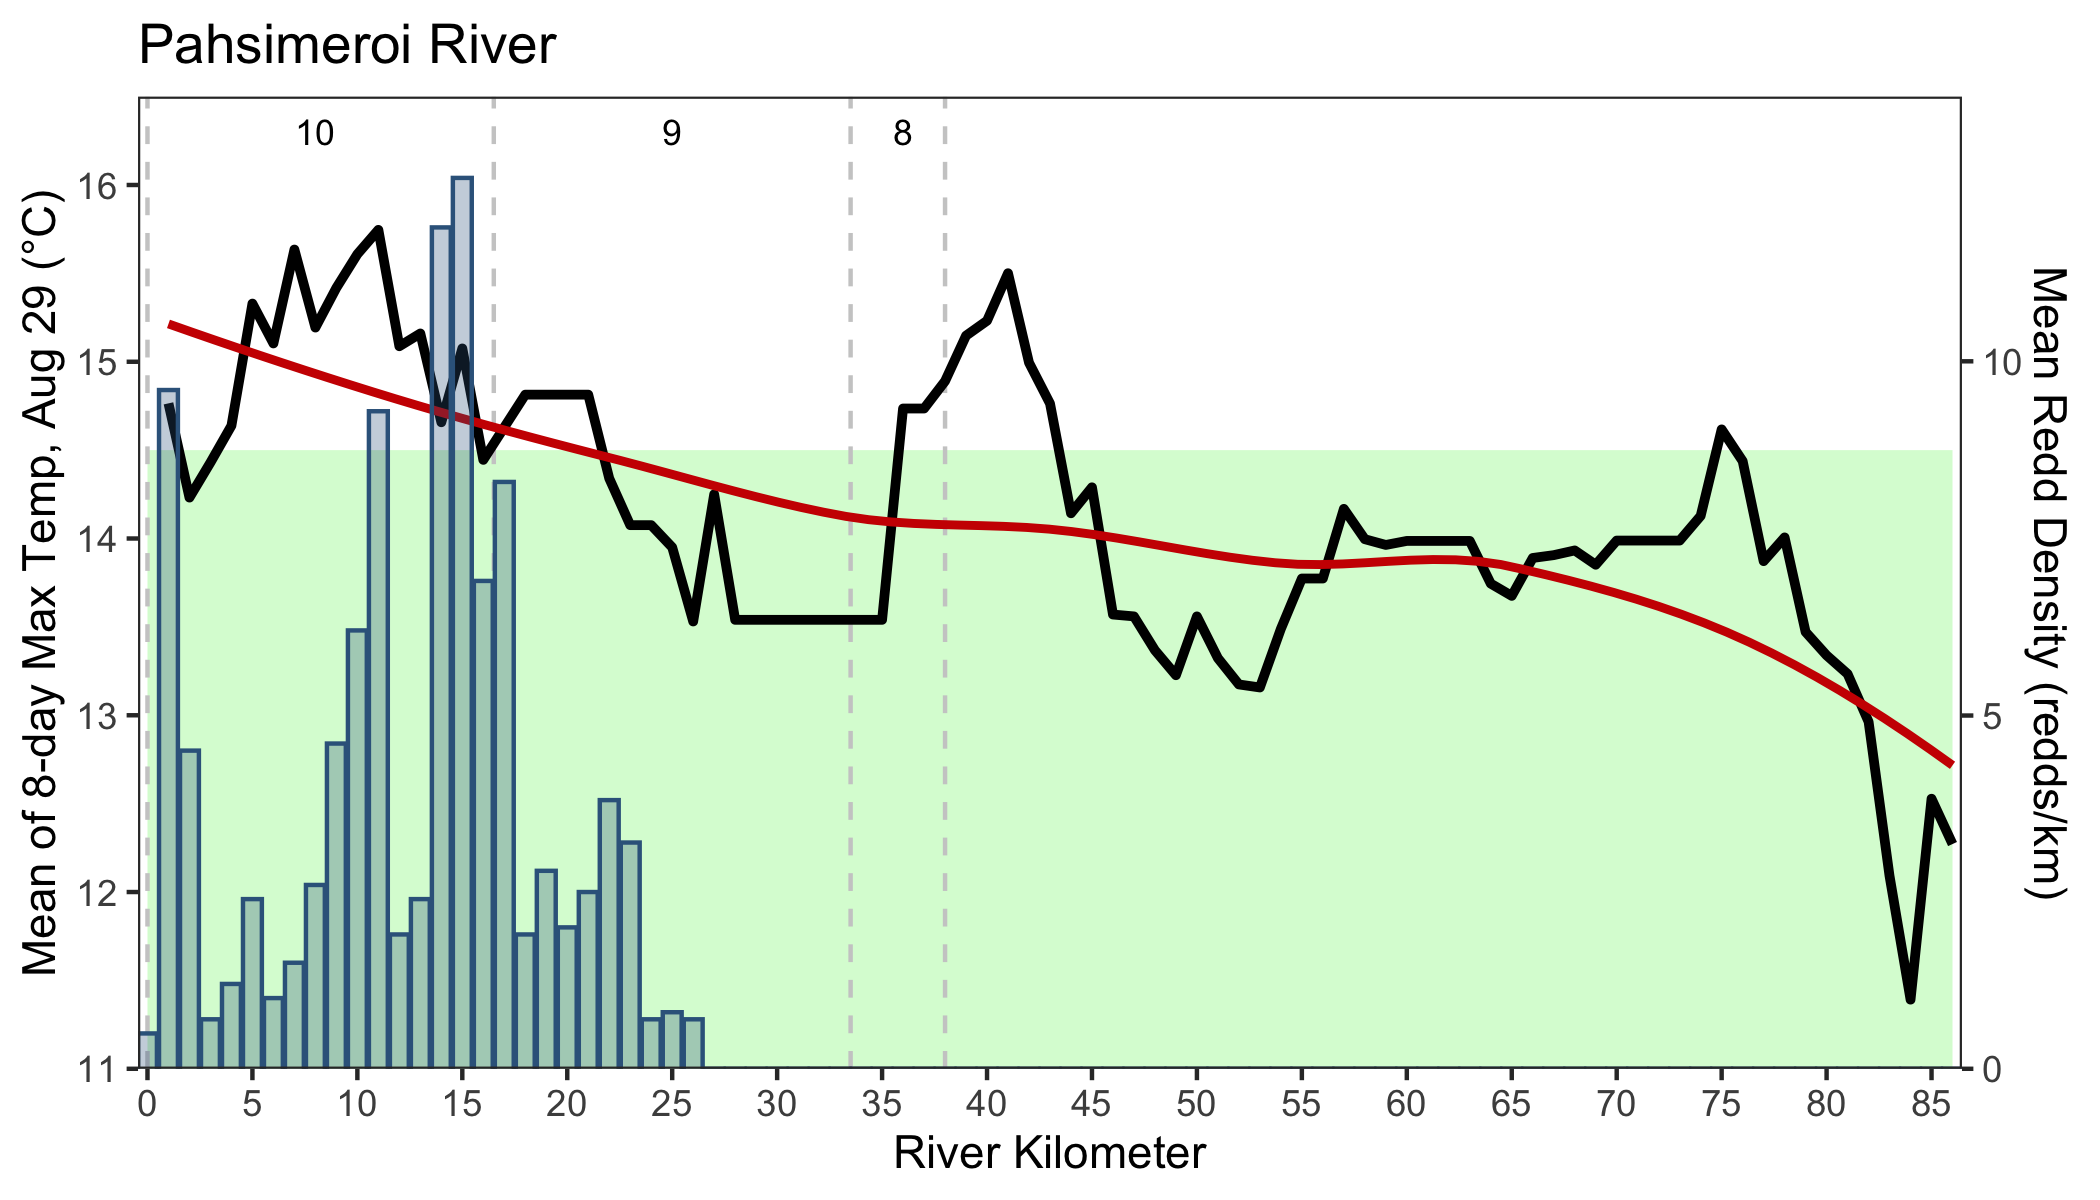 Pahsimeroi River
10 9 8
Mean of 8-day Max Temp, Aug 29 (°C)
16
15
14
13
12
11
10
5
0
Mean Redd Density (redds/km)
0 5 10 15 20 25 30 35 40 45 50 55 60 65 70 75 80 85
River Kilometer